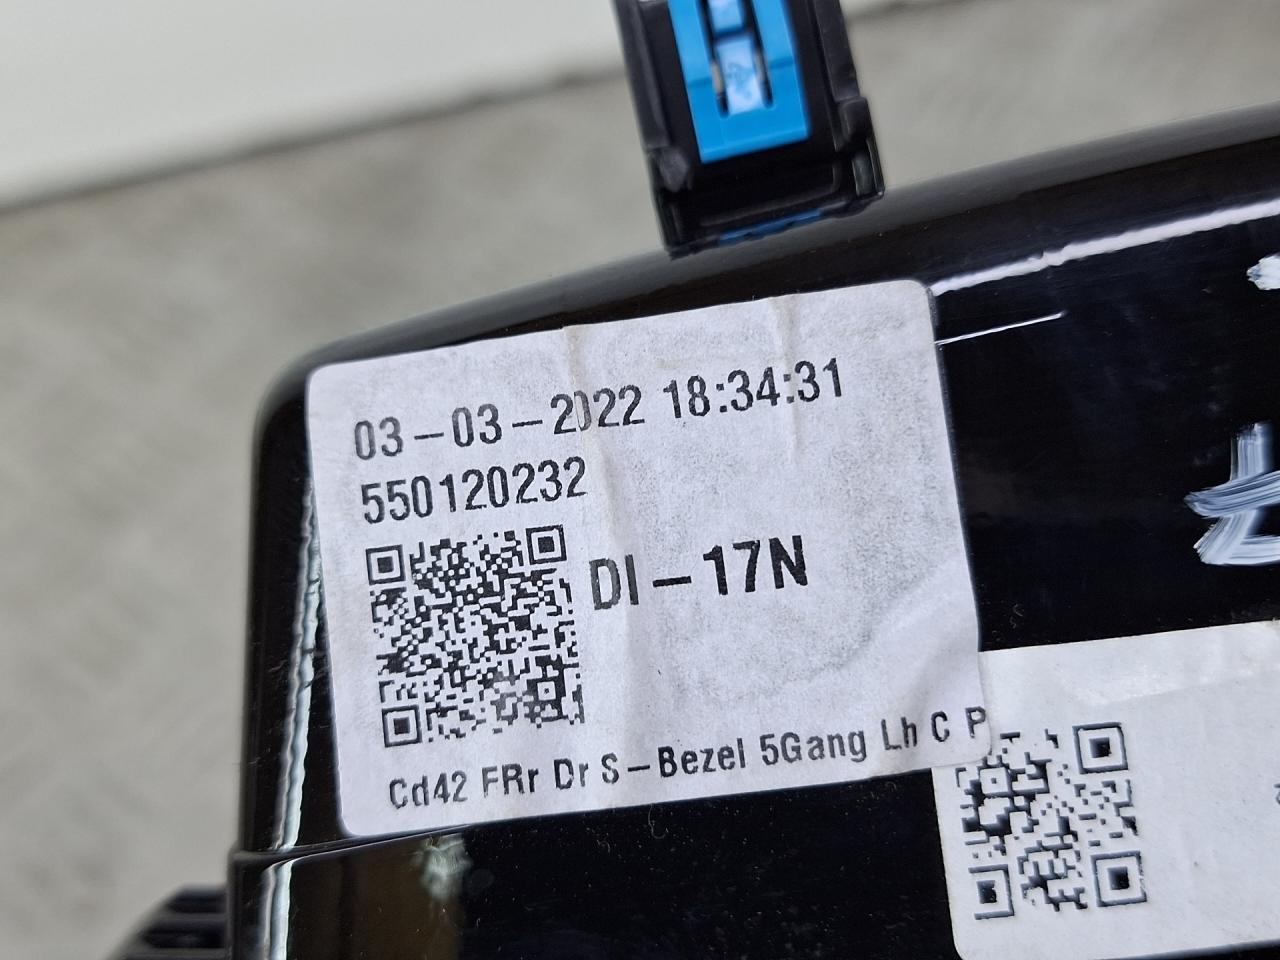 03-03-2022 18:34:31
550120232
DI-17N
Cd42 FRr Dr S-Bezel 5Gang Lh C P